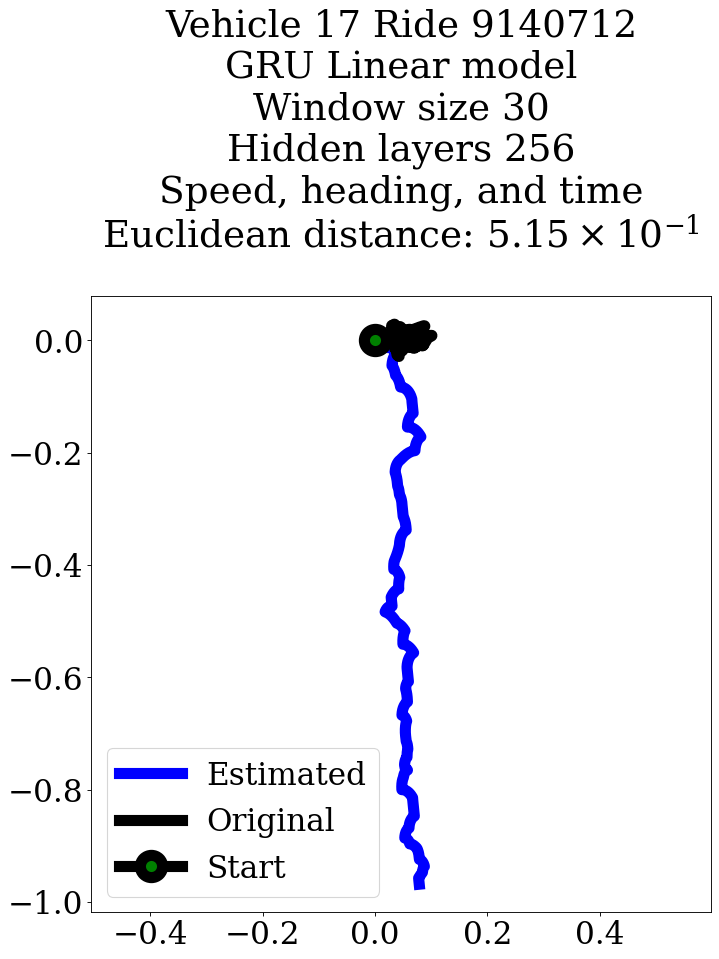 Vehicle 17 Ride 9140712
GRU Linear model
Window size 30
Hidden layers 256
Speed, heading, and time
Euclidean distance: 5.15 × 10⁻¹
0.0
−0.2
−0.4
−0.6
−0.8
−1.0
Estimated
Original
Start
−0.4 −0.2 0.0 0.2 0.4